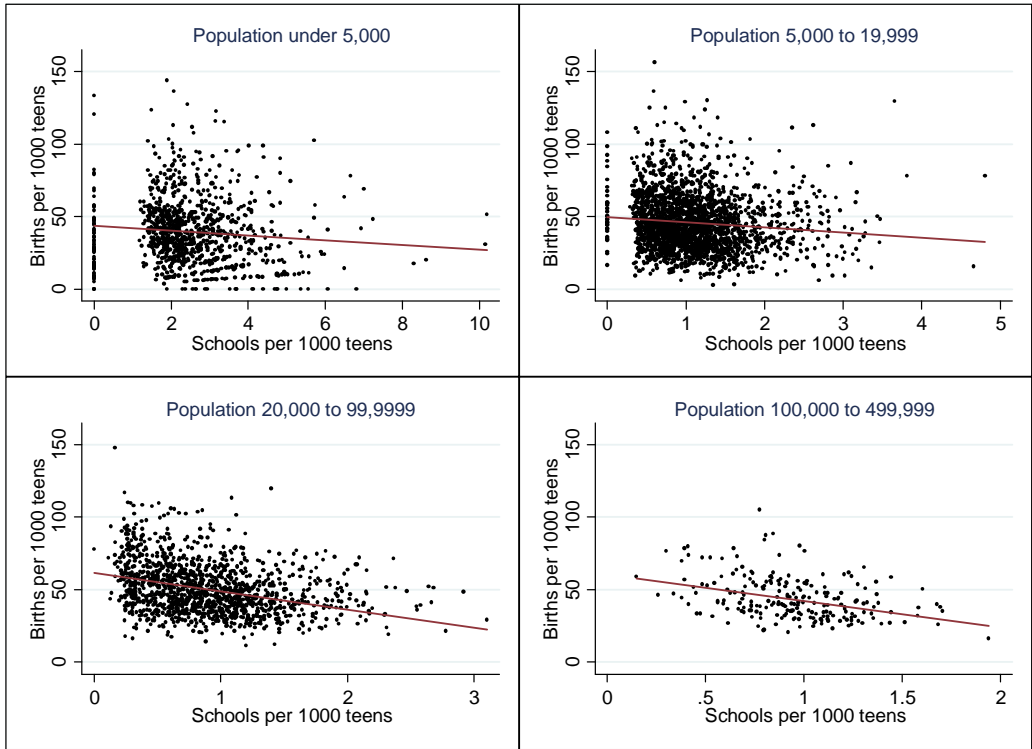 Population under 5,000
Births per 1000 teens
150
100
50
0
0 2 4 6 8 10
Schools per 1000 teens
Population 5,000 to 19,999
Births per 1000 teens
150
100
50
0
0 1 2 3 4 5
Schools per 1000 teens
Population 20,000 to 99,9999
Births per 1000 teens
150
100
50
0
0 1 2 3
Schools per 1000 teens
Population 100,000 to 499,999
Births per 1000 teens
150
100
50
0
0 .5 1 1.5 2
Schools per 1000 teens